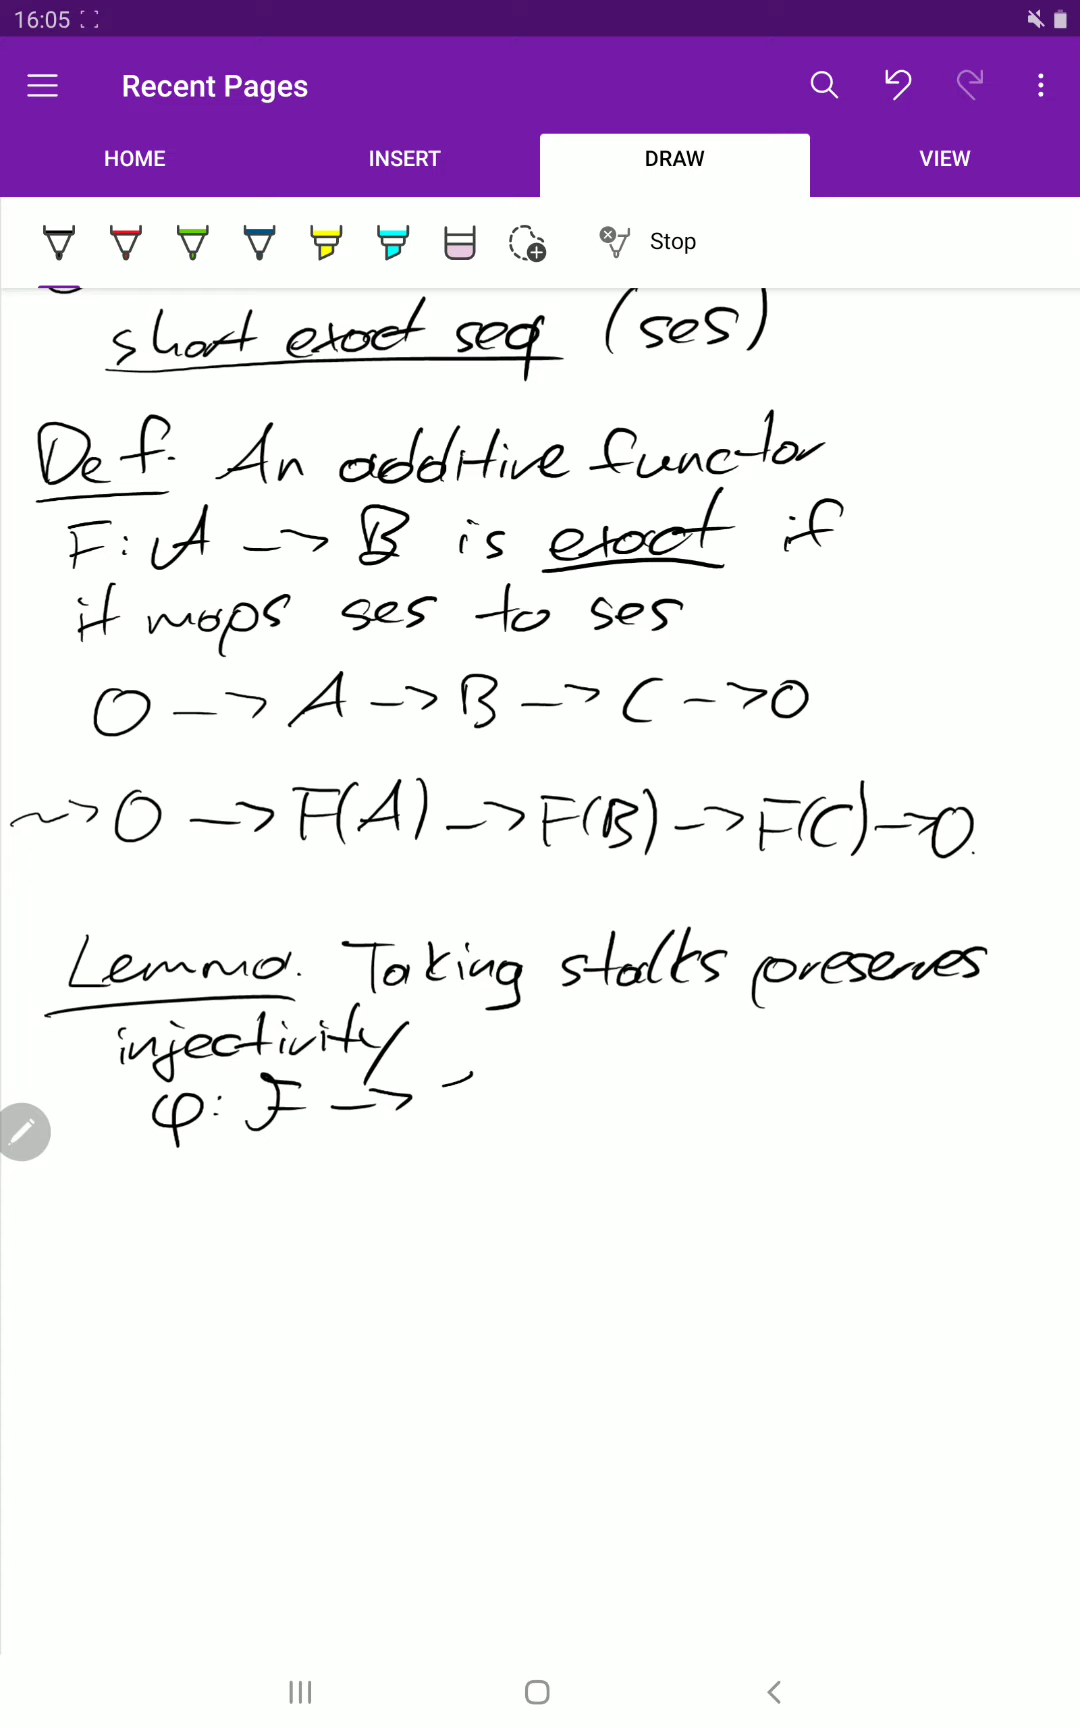 16:05
Recent Pages
HOME INSERT DRAW VIEW
Stop
short exact seq (ses)
Def. An additive functor
F: A -> B is exact if
it maps ses to ses
0 -> A -> B -> C -> 0
~> 0 -> F(A) -> F(B) -> F(C) -> 0.
Lemma. Taking stalks preserves
injectivity
φ: F ->